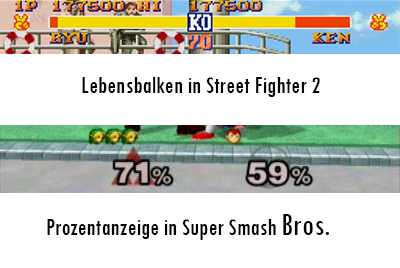 1P 177500 HI 177500
KO
RYU 70 KEN
Lebensbalken in Street Fighter 2
71% 59%
Prozentanzeige in Super Smash Bros.